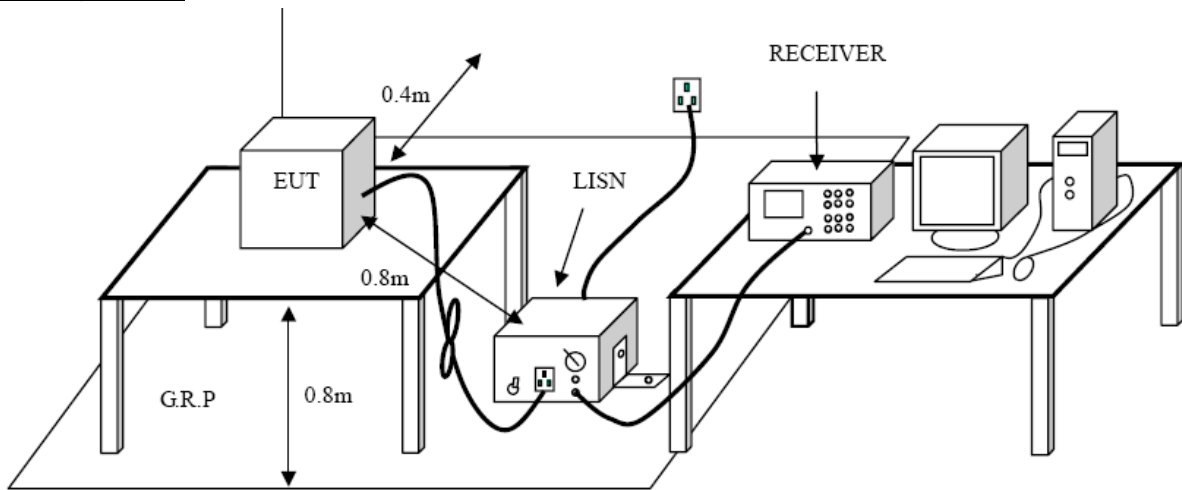 RECEIVER
0.4m
EUT
LISN
0.8m
G.R.P
0.8m